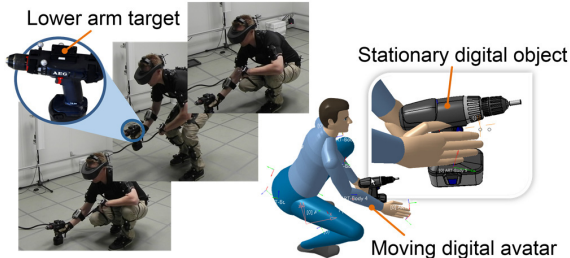 Lower arm target
AEG
Stationary digital object
Moving digital avatar